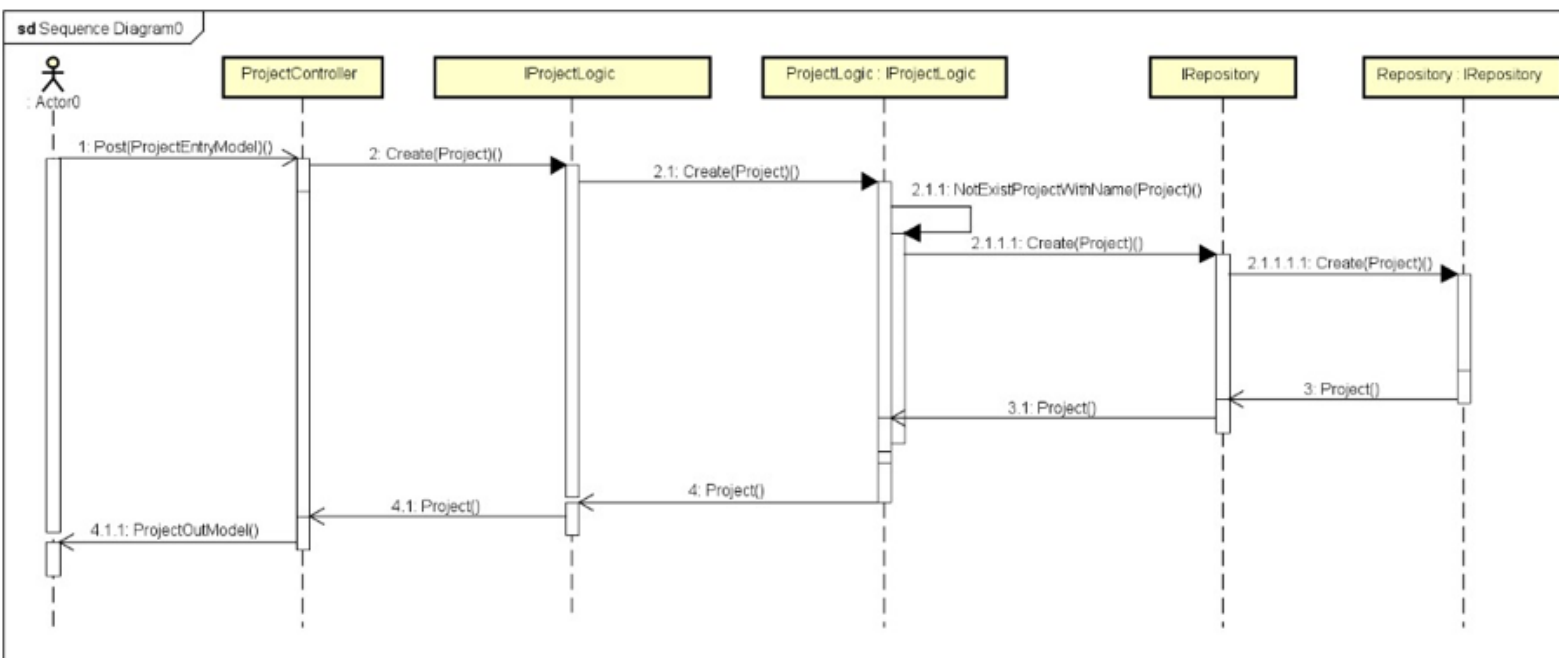 sd Sequence Diagram0
: Actor0
ProjectController
IProjectLogic
ProjectLogic : IProjectLogic
IRepository
Repository : IRepository
1: Post(ProjectEntryModel)()
2: Create(Project)()
2.1: Create(Project)()
2.1.1: NotExistProjectWithName(Project)()
2.1.1.1: Create(Project)()
2.1.1.1.1: Create(Project)()
3: Project()
3.1: Project()
4: Project()
4.1: Project()
4.1.1: ProjectOutModel()